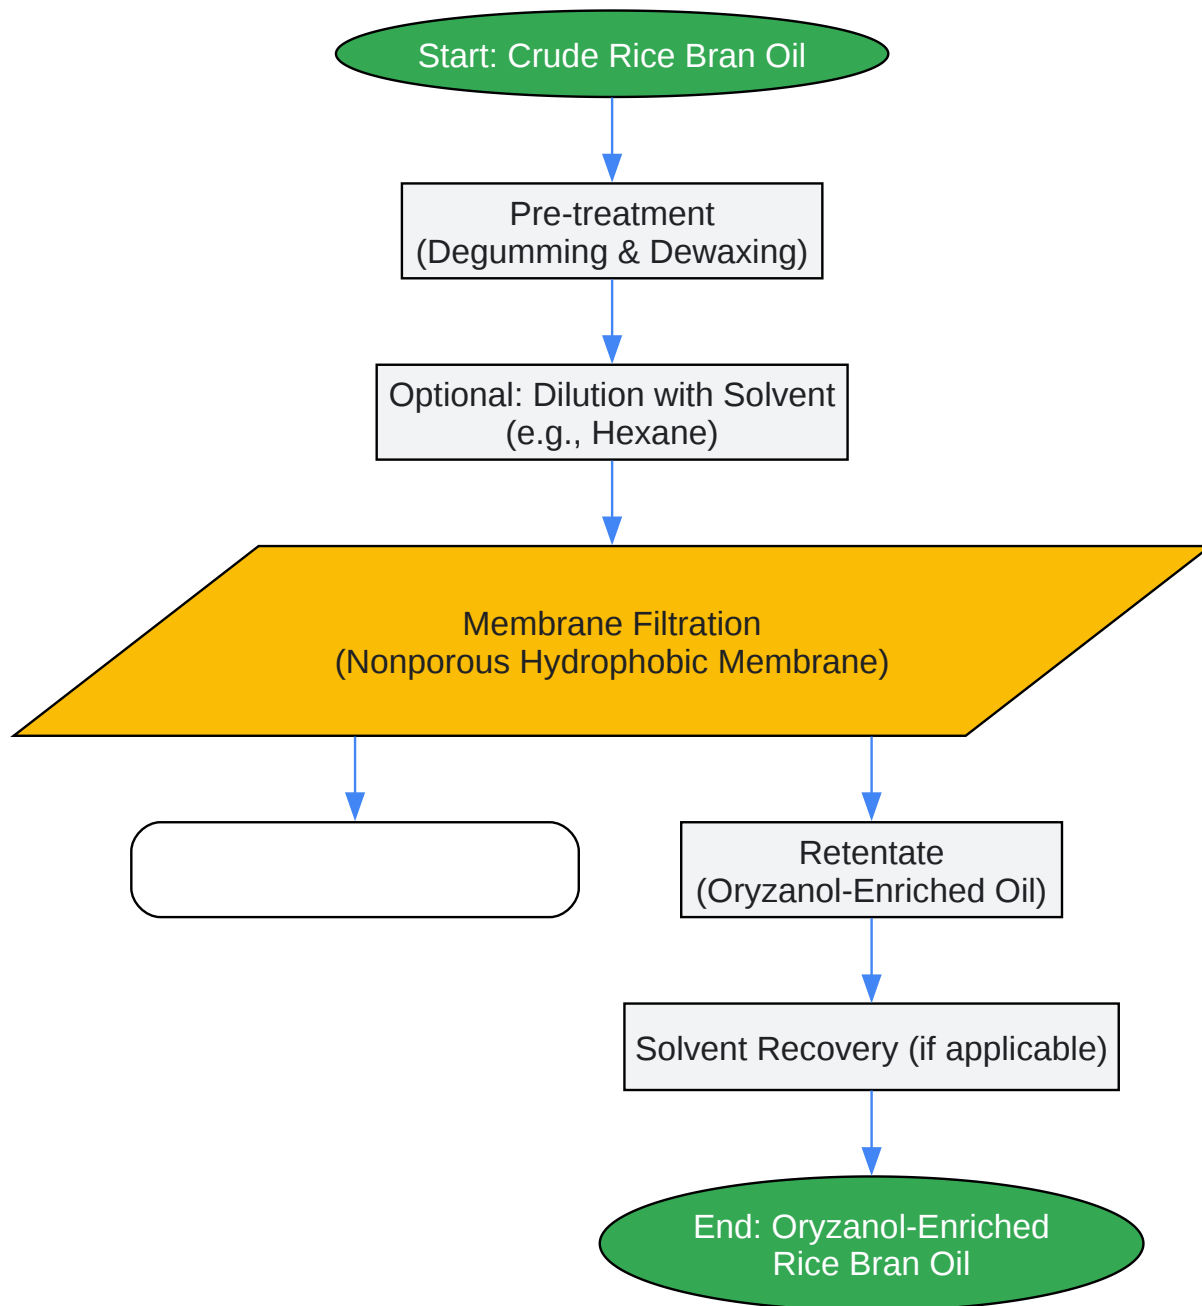 Start: Crude Rice Bran Oil
Pre-treatment
(Degumming & Dewaxing)
Optional: Dilution with Solvent
(e.g., Hexane)
Membrane Filtration
(Nonporous Hydrophobic Membrane)
Retentate
(Oryzanol-Enriched Oil)
Solvent Recovery (if applicable)
End: Oryzanol-Enriched
Rice Bran Oil